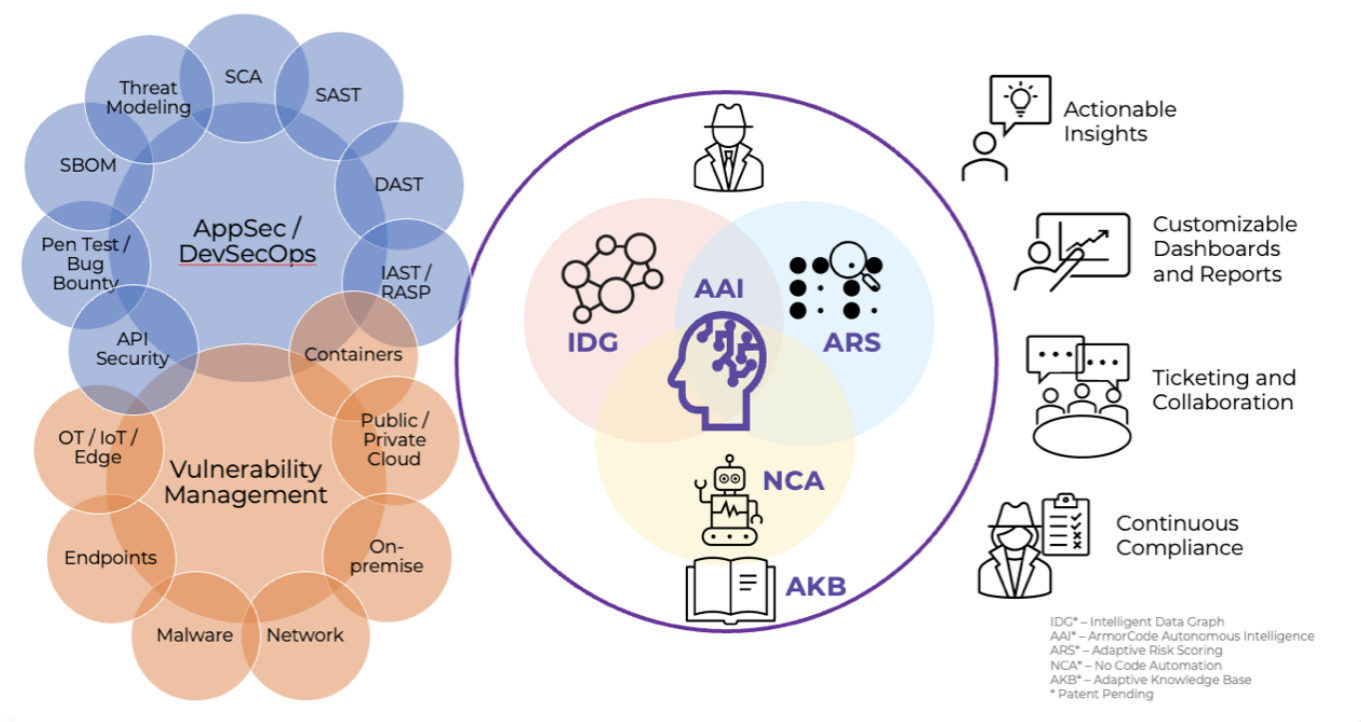 SCA
Threat
Modeling
SAST
SBOM
DAST
AppSec /
DevSecOps
Pen Test /
Bug
Bounty
IAST /
RASP
API
Security
Containers
OT / IoT /
Edge
Public /
Private
Cloud
Vulnerability
Management
Endpoints
On-
premise
Malware
Network
AAI
IDG
ARS
NCA
AKB
Actionable
Insights
Customizable
Dashboards
and Reports
Ticketing and
Collaboration
Continuous
Compliance
IDG* – Intelligent Data Graph
AAI* – ArmorCode Autonomous Intelligence
ARS* – Adaptive Risk Scoring
NCA* – No Code Automation
AKB* – Adaptive Knowledge Base
* Patent Pending